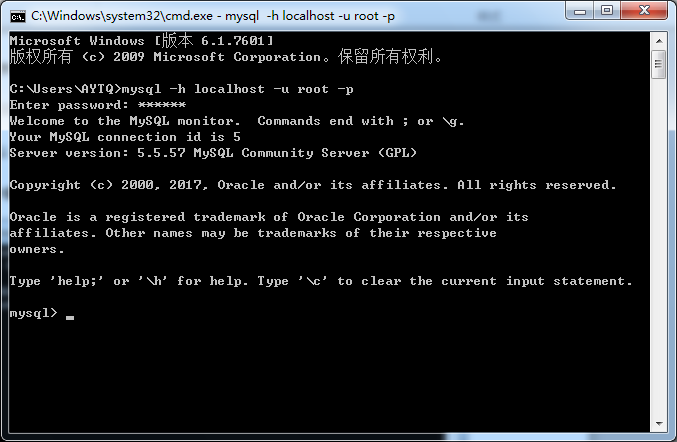 C:\Windows\system32\cmd.exe - mysql  -h localhost -u root -p
Microsoft Windows [版本 6.1.7601]
版权所有 (c) 2009 Microsoft Corporation。保留所有权利。
C:\Users\AYTQ>mysql -h localhost -u root -p
Enter password: ******
Welcome to the MySQL monitor.  Commands end with ; or \g.
Your MySQL connection id is 5
Server version: 5.5.57 MySQL Community Server (GPL)
Copyright (c) 2000, 2017, Oracle and/or its affiliates. All rights reserved.
Oracle is a registered trademark of Oracle Corporation and/or its
affiliates. Other names may be trademarks of their respective
owners.
Type 'help;' or '\h' for help. Type '\c' to clear the current input statement.
mysql> _